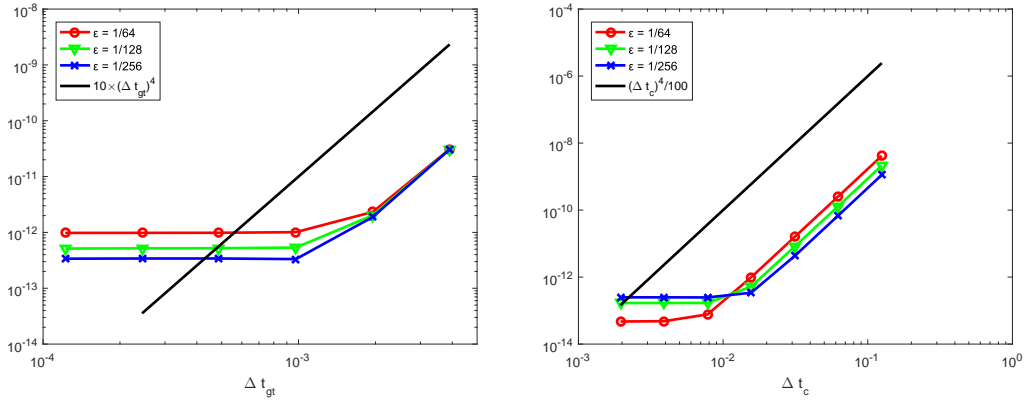 10^-8
10^-9
10^-10
10^-11
10^-12
10^-13
10^-14
ε = 1/64
ε = 1/128
ε = 1/256
10×(Δ t_gt)^4
10^-4
10^-3
Δ t_gt
10^-4
10^-6
10^-8
10^-10
10^-12
10^-14
ε = 1/64
ε = 1/128
ε = 1/256
(Δ t_c)^4/100
10^-3
10^-2
10^-1
10^0
Δ t_c